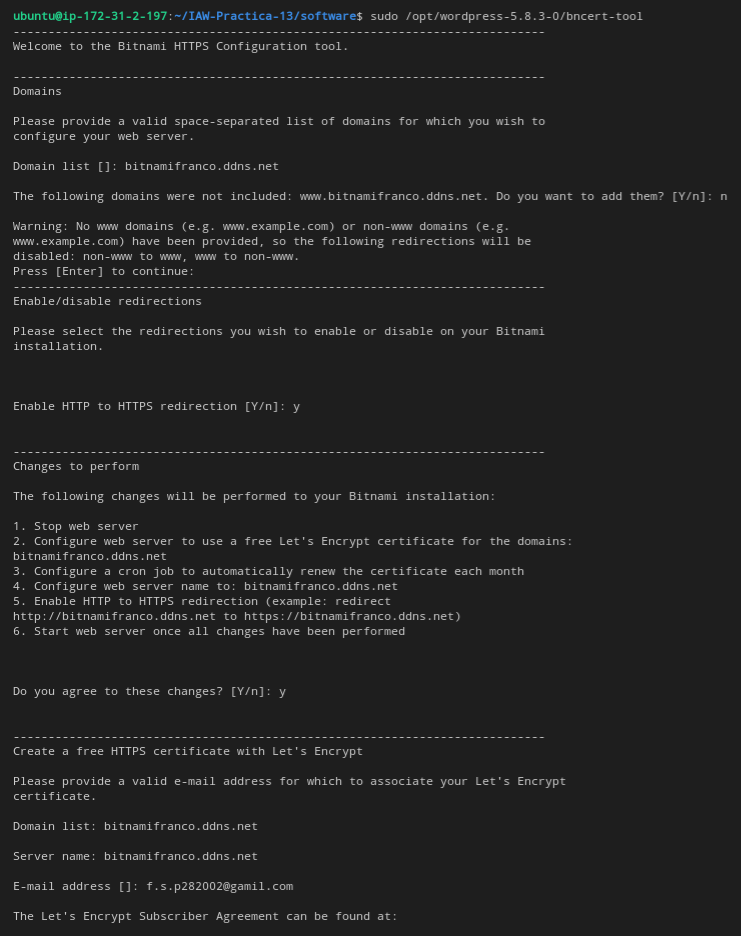 ubuntu@ip-172-31-2-197:~/IAW-Practica-13/software$ sudo /opt/wordpress-5.8.3-0/bncert-tool
----------------------------------------------------------------------------
Welcome to the Bitnami HTTPS Configuration tool.
----------------------------------------------------------------------------
Domains
Please provide a valid space-separated list of domains for which you wish to
configure your web server.
Domain list []: bitnamifranco.ddns.net
The following domains were not included: www.bitnamifranco.ddns.net. Do you want to add them? [Y/n]: n
Warning: No www domains (e.g. www.example.com) or non-www domains (e.g.
www.example.com) have been provided, so the following redirections will be
disabled: non-www to www, www to non-www.
Press [Enter] to continue:
----------------------------------------------------------------------------
Enable/disable redirections
Please select the redirections you wish to enable or disable on your Bitnami
installation.
Enable HTTP to HTTPS redirection [Y/n]: y
----------------------------------------------------------------------------
Changes to perform
The following changes will be performed to your Bitnami installation:
1. Stop web server
2. Configure web server to use a free Let's Encrypt certificate for the domains:
bitnamifranco.ddns.net
3. Configure a cron job to automatically renew the certificate each month
4. Configure web server name to: bitnamifranco.ddns.net
5. Enable HTTP to HTTPS redirection (example: redirect
http://bitnamifranco.ddns.net to https://bitnamifranco.ddns.net)
6. Start web server once all changes have been performed
Do you agree to these changes? [Y/n]: y
----------------------------------------------------------------------------
Create a free HTTPS certificate with Let's Encrypt
Please provide a valid e-mail address for which to associate your Let's Encrypt
certificate.
Domain list: bitnamifranco.ddns.net
Server name: bitnamifranco.ddns.net
E-mail address []: f.s.p282002@gamil.com
The Let's Encrypt Subscriber Agreement can be found at: